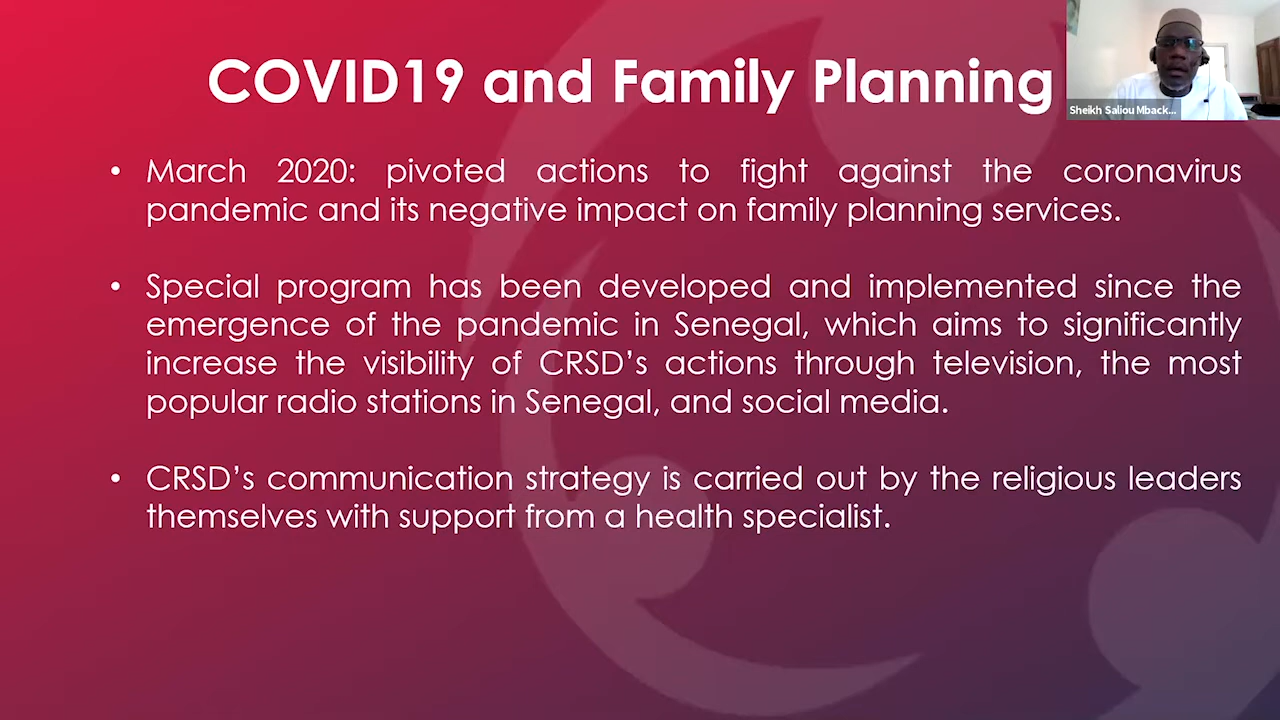 COVID19 and Family Planning
Sheikh Saliou Mback...
• March 2020: pivoted actions to fight against the coronavirus
pandemic and its negative impact on family planning services.
• Special program has been developed and implemented since the
emergence of the pandemic in Senegal, which aims to significantly
increase the visibility of CRSD’s actions through television, the most
popular radio stations in Senegal, and social media.
• CRSD’s communication strategy is carried out by the religious leaders
themselves with support from a health specialist.